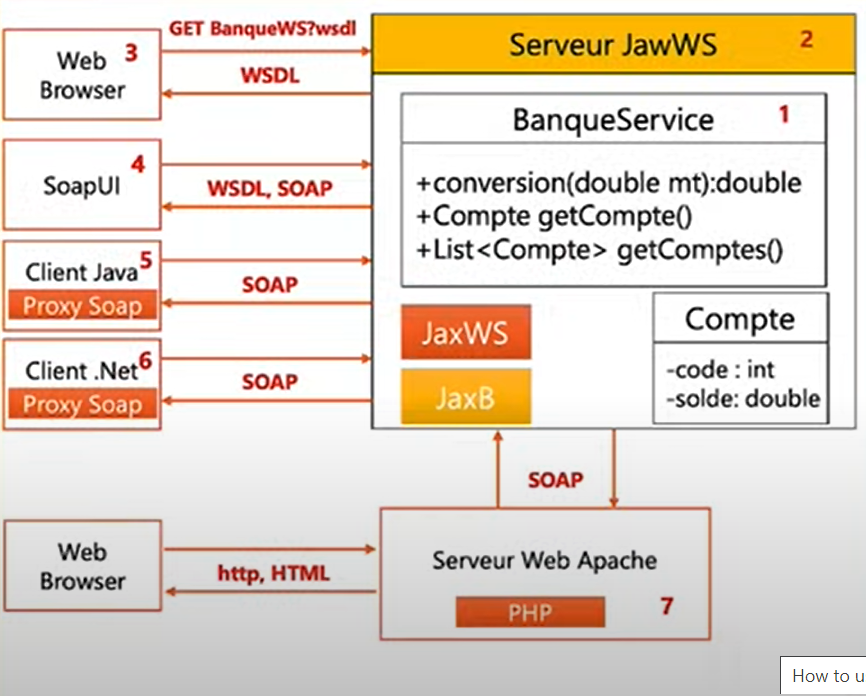 GET BanqueWS?wsdl
Web 3
Browser
WSDL
Serveur JawWS 2
BanqueService 1
+conversion(double mt):double
+Compte getCompte()
+List<Compte> getComptes()
SoapUI 4
WSDL, SOAP
Client Java 5
Proxy Soap
SOAP
Client .Net 6
Proxy Soap
SOAP
JaxWS
JaxB
Compte
-code : int
-solde: double
SOAP
Web
Browser
http, HTML
Serveur Web Apache
PHP 7
How to u